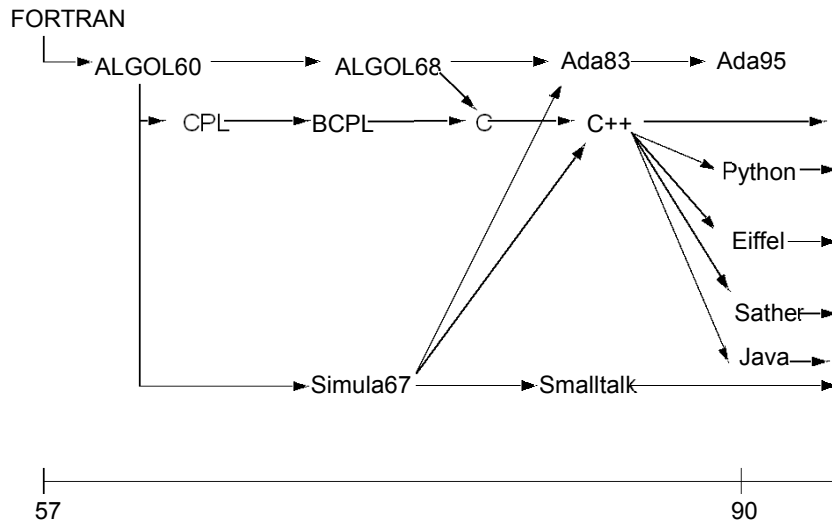 FORTRAN
ALGOL60 ALGOL68 Ada83 Ada95
CPL BCPL C C++
Python
Eiffel
Sather
Java
Simula67 Smalltalk
57 90